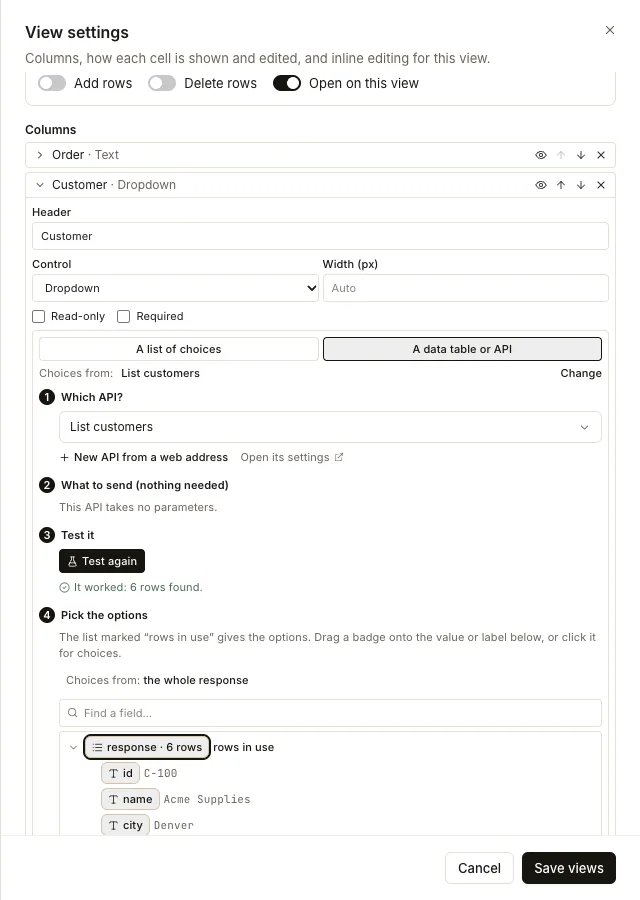 View settings
Columns, how each cell is shown and edited, and inline editing for this view.
Add rows Delete rows Open on this view
Columns
Order · Text
Customer · Dropdown
Header
Customer
Control Width (px)
Dropdown Auto
Read-only Required
A list of choices A data table or API
Choices from: List customers Change
1 Which API?
List customers
+ New API from a web address Open its settings
2 What to send (nothing needed)
This API takes no parameters.
3 Test it
Test again
It worked: 6 rows found.
4 Pick the options
The list marked “rows in use” gives the options. Drag a badge onto the value or label below, or click it
for choices.
Choices from: the whole response
Find a field...
response · 6 rows rows in use
id C-100
name Acme Supplies
city Denver
Cancel Save views